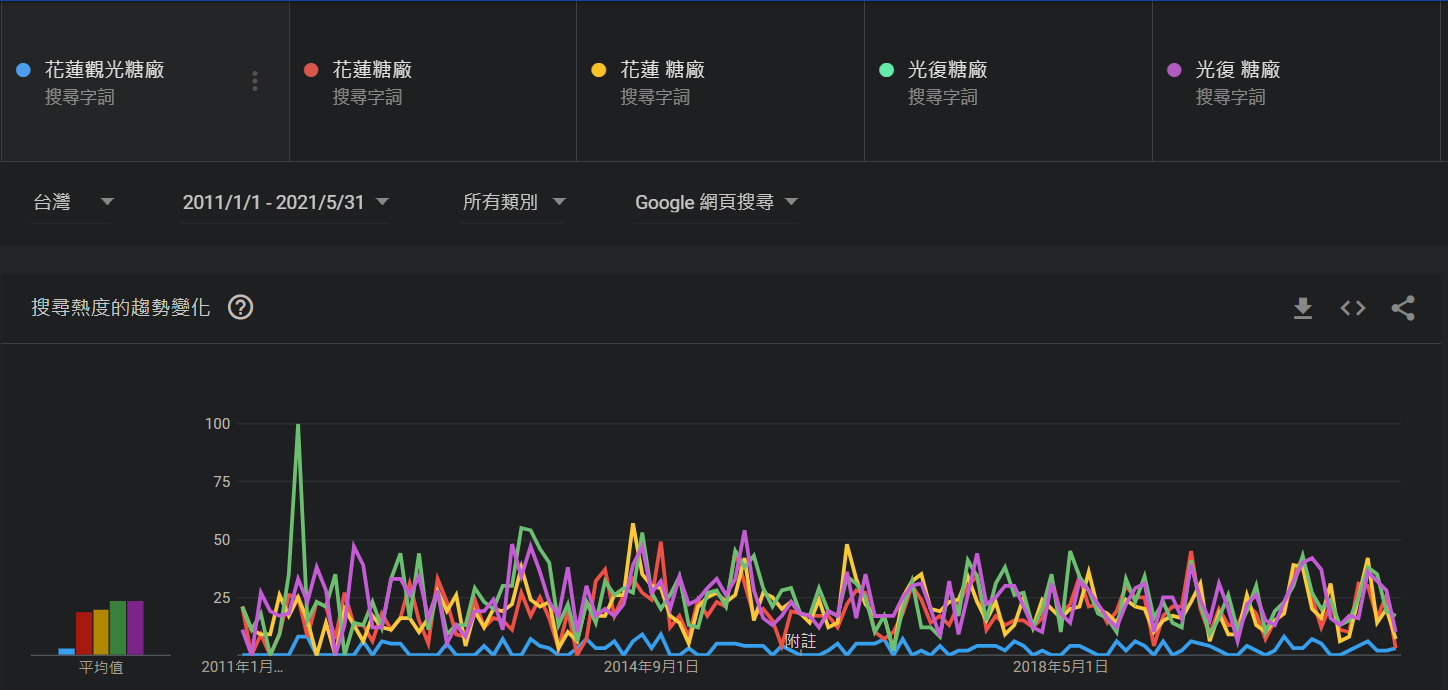 花蓮觀光糖廠
搜尋字詞
花蓮糖廠
搜尋字詞
花蓮 糖廠
搜尋字詞
光復糖廠
搜尋字詞
光復 糖廠
搜尋字詞
台灣
2011/1/1 - 2021/5/31
所有類別
Google 網頁搜尋
搜尋熱度的趨勢變化
?
100
75
50
25
附註
平均值
2011年1月...
2014年9月1日
2018年5月1日